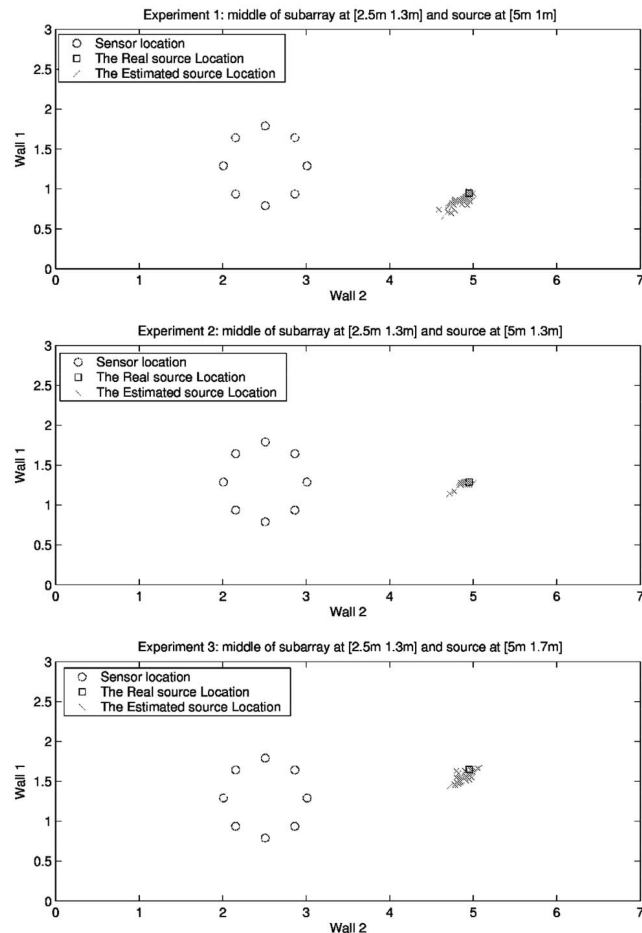 Experiment 1: middle of subarray at [2.5m 1.3m] and source at [5m 1m]
3
2.5
2
1.5
1
0.5
0
Wall 1
Sensor location
The Real source Location
The Estimated source Location
0 1 2 3 4 5 6 7
Wall 2
Experiment 2: middle of subarray at [2.5m 1.3m] and source at [5m 1.3m]
3
2.5
2
1.5
1
0.5
0
Wall 1
Sensor location
The Real source Location
The Estimated source Location
0 1 2 3 4 5 6 7
Wall 2
Experiment 3: middle of subarray at [2.5m 1.3m] and source at [5m 1.7m]
3
2.5
2
1.5
1
0.5
0
Wall 1
Sensor location
The Real source Location
The Estimated source Location
0 1 2 3 4 5 6 7
Wall 2